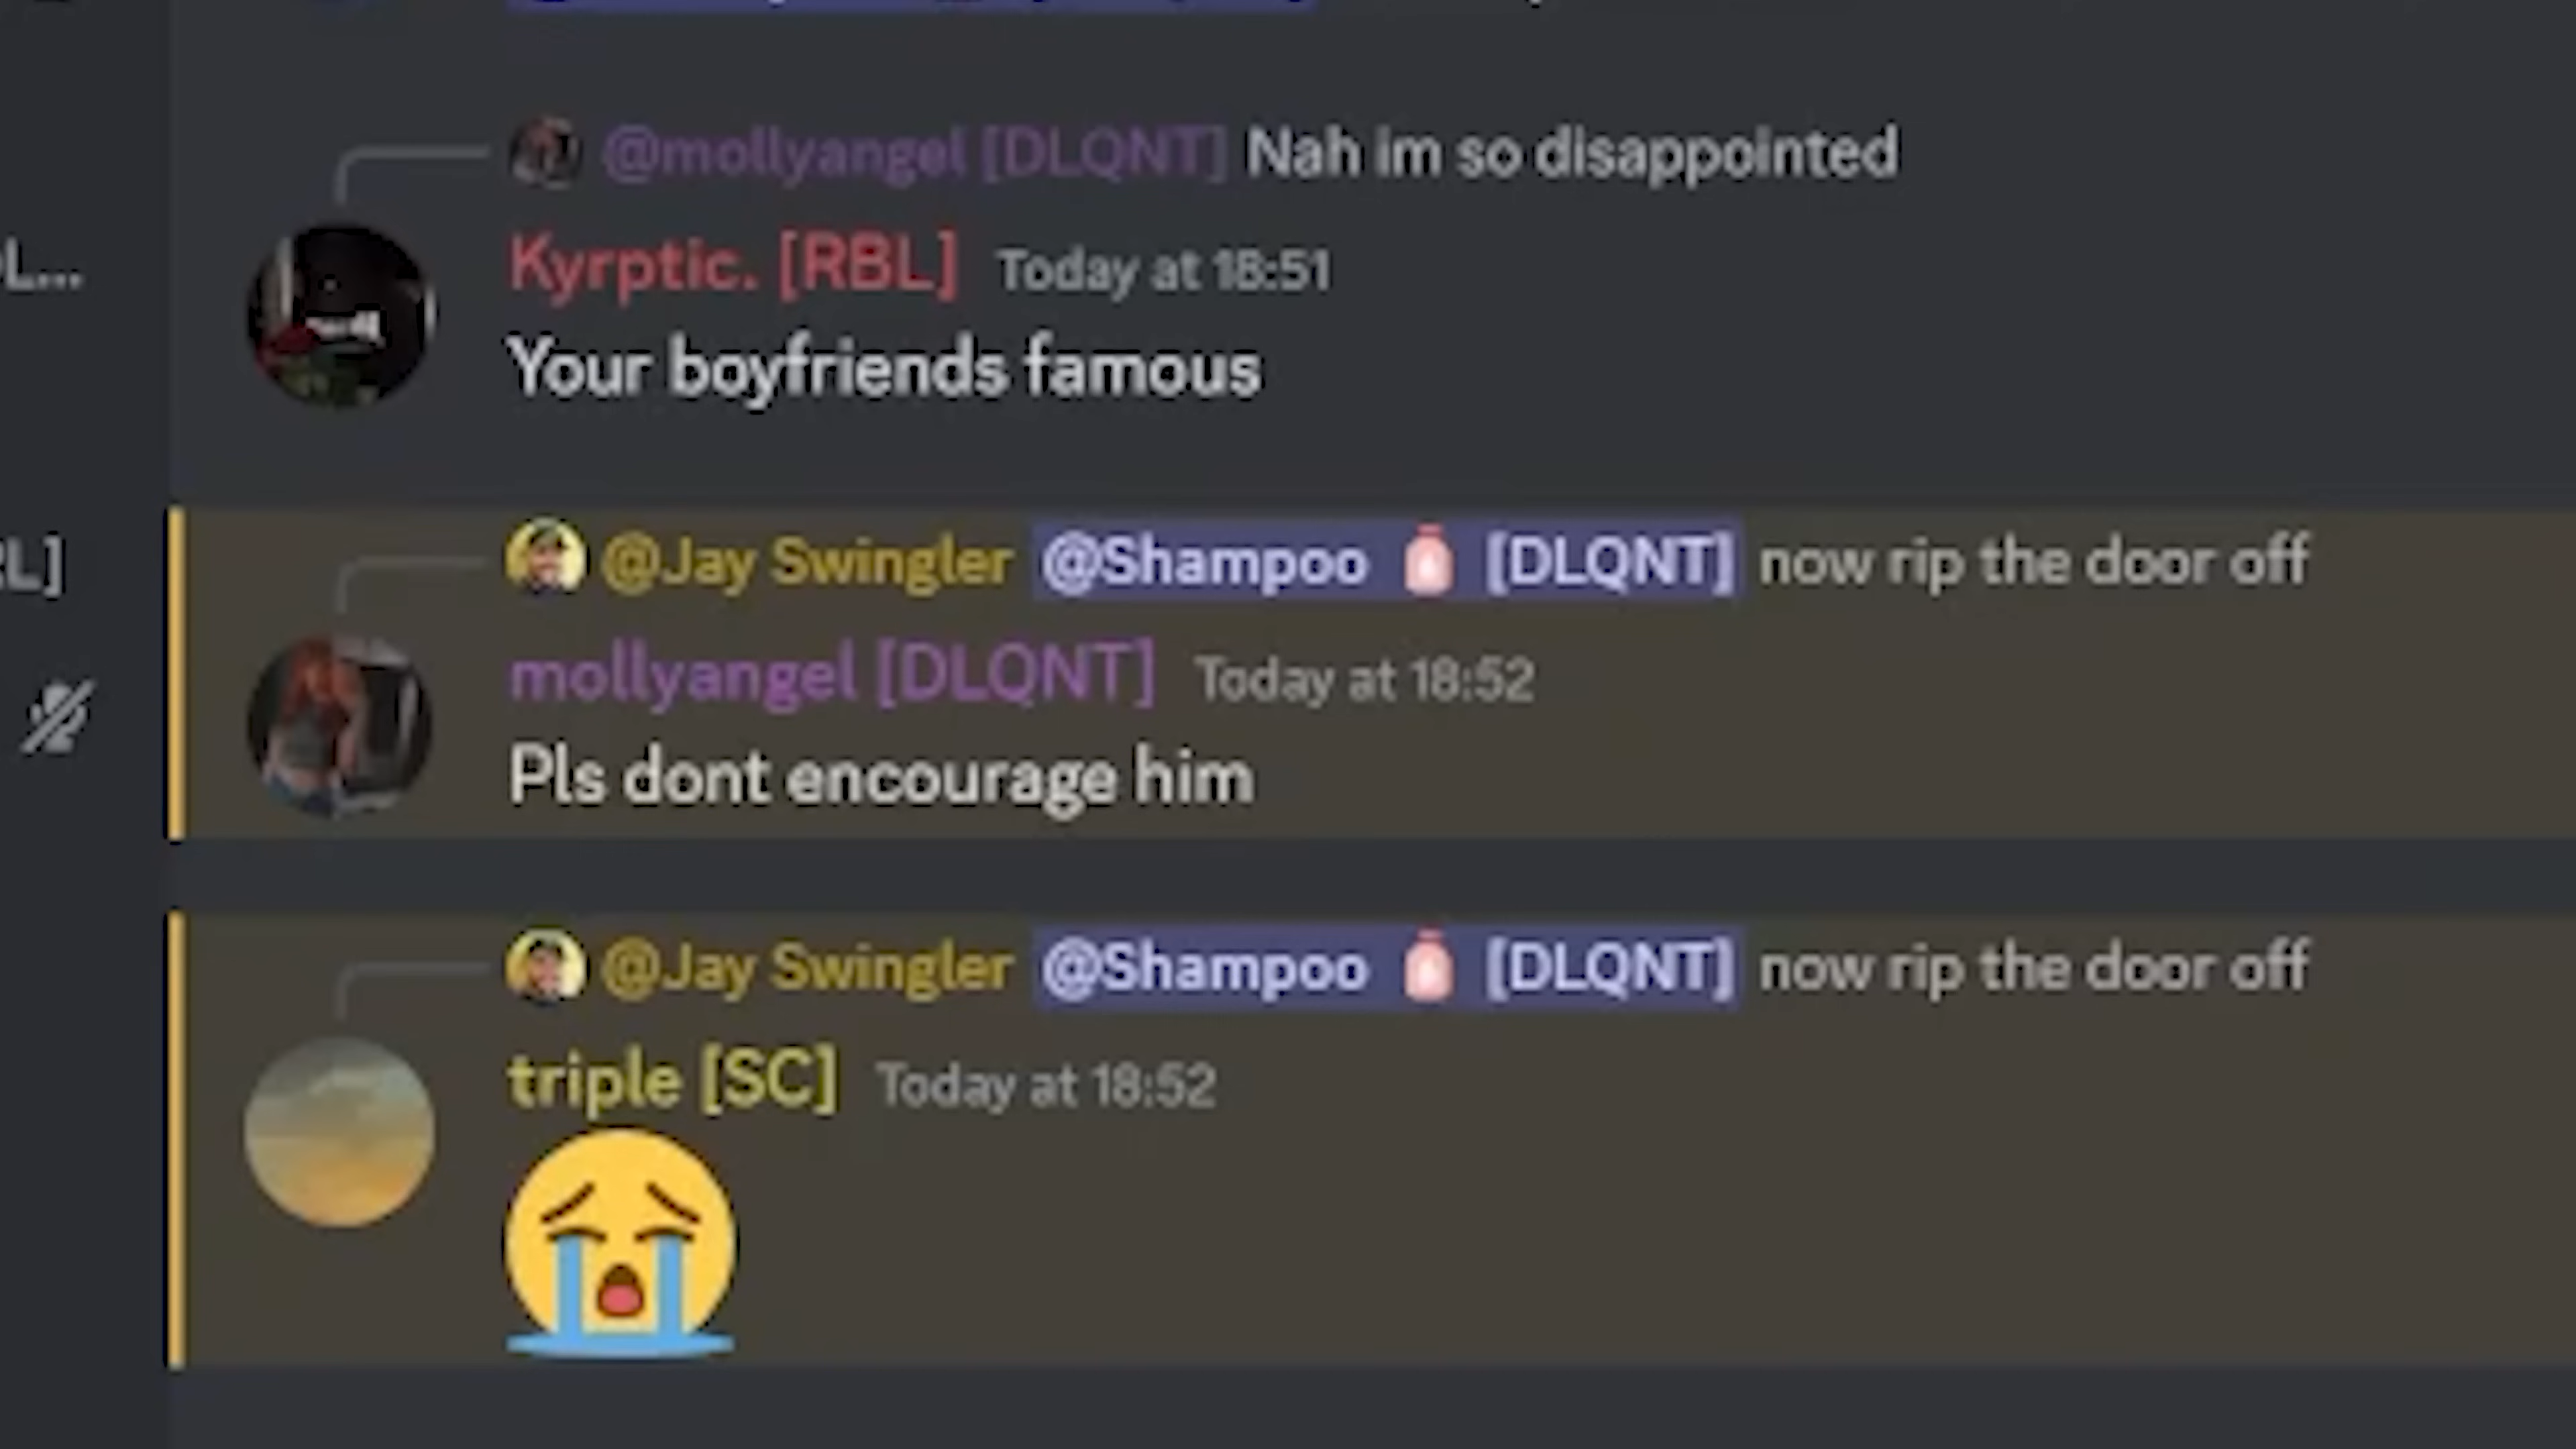 @mollyangel [DLQNT] Nah im so disappointed
Kyrptic. [RBL] Today at 18:51
Your boyfriends famous
@Jay Swingler @Shampoo 🧴 [DLQNT] now rip the door off
mollyangel [DLQNT] Today at 18:52
Pls dont encourage him
@Jay Swingler @Shampoo 🧴 [DLQNT] now rip the door off
triple [SC] Today at 18:52
😭
L...
L]